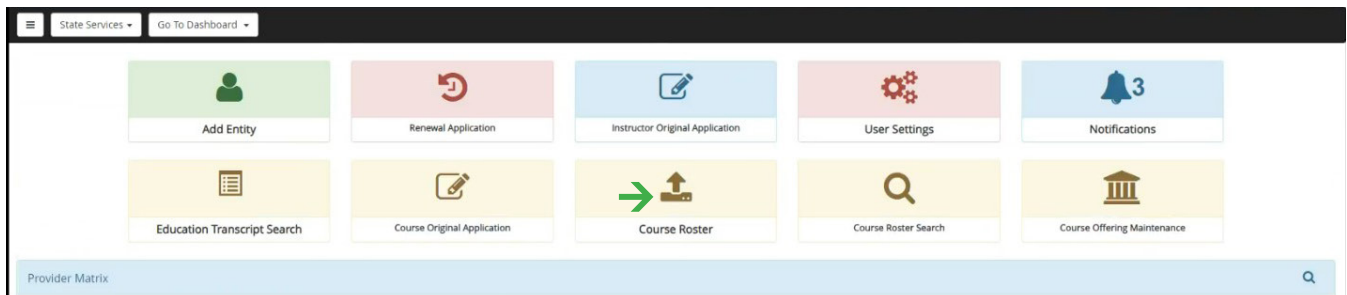 State Services Go To Dashboard
3
Add Entity Renewal Application Instructor Original Application User Settings Notifications
Education Transcript Search Course Original Application Course Roster Course Roster Search Course Offering Maintenance
Provider Matrix